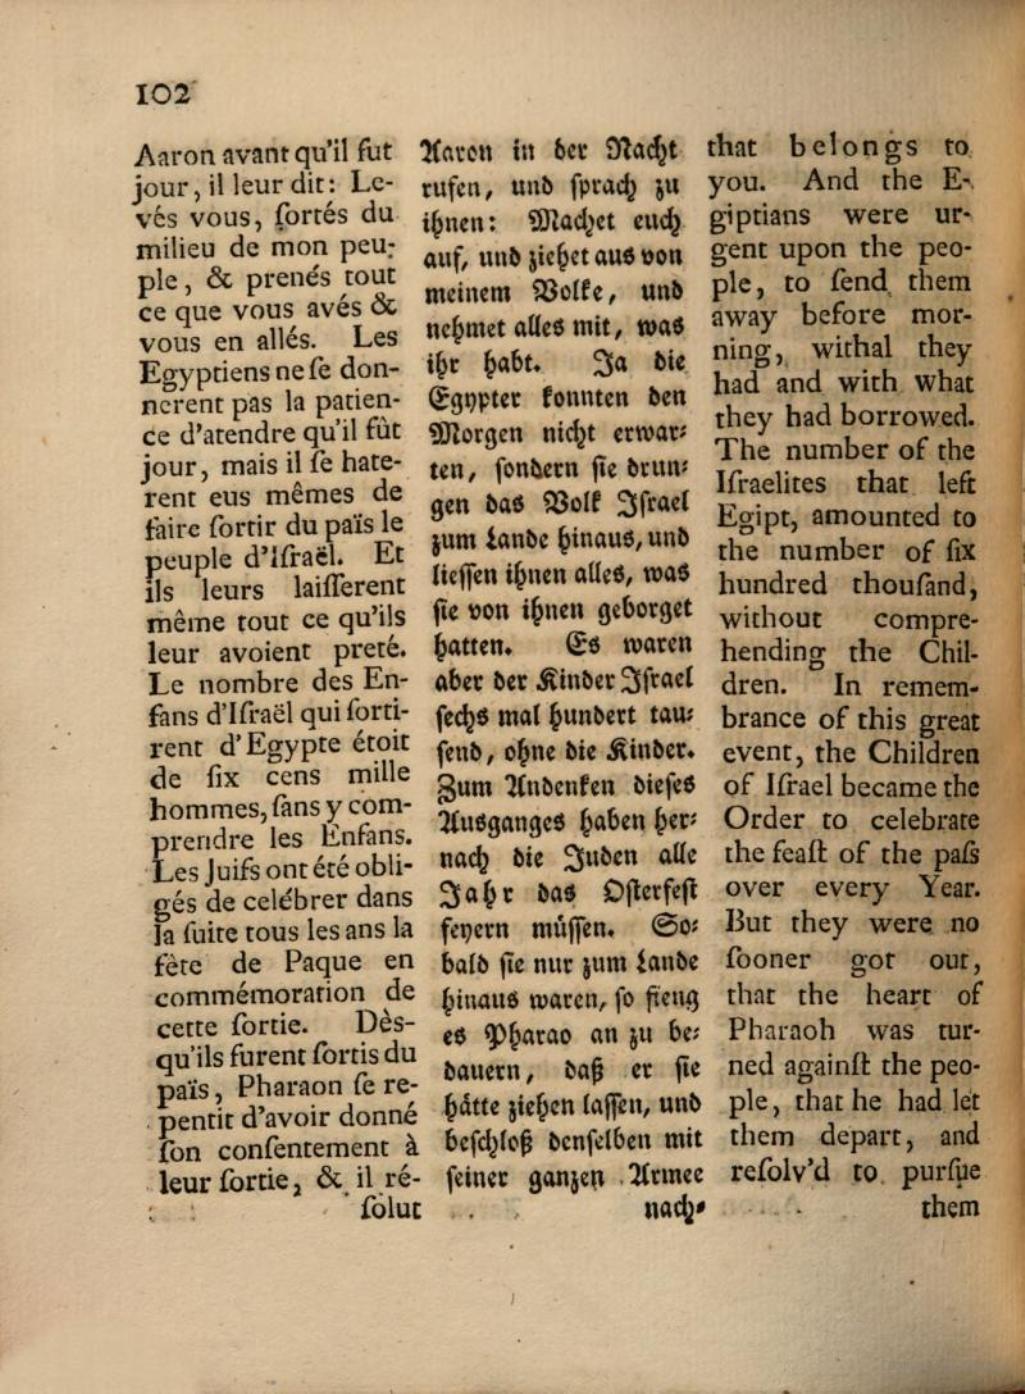 102
Aaron avant qu'il fut
jour, il leur dit: Le-
vés vous, ſortés du
milieu de mon peu-
ple, & prenés tout
ce que vous avés &
vous en allés. Les
Egyptiens ne ſe don-
nerent pas la patien-
ce d'atendre qu'il fût
jour, mais il ſe hate-
rent eus mêmes de
faire ſortir du païs le
peuple d'Iſraël. Et
ils leurs laiſſerent
même tout ce qu'ils
leur avoient preté.
Le nombre des En-
fans d'Iſraël qui ſorti-
rent d'Egypte étoit
de ſix cens mille
hommes, ſans y com-
prendre les Enfans.
Les Juifs ont été obli-
gés de celébrer dans
la ſuite tous les ans la
fête de Paque en
commémoration de
cette ſortie. Dès-
qu'ils furent ſortis du
païs, Pharaon ſe re-
pentit d'avoir donné
ſon conſentement à
leur ſortie, & il ré-
ſolut
Aaron in der Nacht
rufen, und ſprach zu
ihnen: Machet euch
auf, und ziehet aus von
meinem Volke, und
nehmet alles mit, was
ihr habt. Ja die
Egypter konnten den
Morgen nicht erwar⸗
ten, ſondern ſie drun⸗
gen das Volk Iſrael
zum Lande hinaus, und
lieſſen ihnen alles, was
ſie von ihnen geborget
hatten. Es waren
aber der Kinder Iſrael
ſechs mal hundert tau⸗
ſend, ohne die Kinder.
Zum Andenken dieſes
Ausganges haben her⸗
nach die Juden alle
Jahr das Oſterfeſt
feyern müſſen. So⸗
bald ſie nur zum Lande
hinaus waren, ſo fieng
es Pharao an zu be⸗
dauern, daß er ſie
hätte ziehen laſſen, und
beſchloß denſelben mit
ſeiner ganzen Armee
nach⸗
that belongs to
you. And the E-
giptians were ur-
gent upon the peo-
ple, to ſend them
away before mor-
ning, withal they
had and with what
they had borrowed.
The number of the
Iſraelites that left
Egipt, amounted to
the number of ſix
hundred thouſand,
without compre-
hending the Chil-
dren. In remem-
brance of this great
event, the Children
of Iſrael became the
Order to celebrate
the feaſt of the paſs
over every Year.
But they were no
ſooner got out,
that the heart of
Pharaoh was tur-
ned againſt the peo-
ple, that he had let
them depart, and
reſolv'd to purſue
them